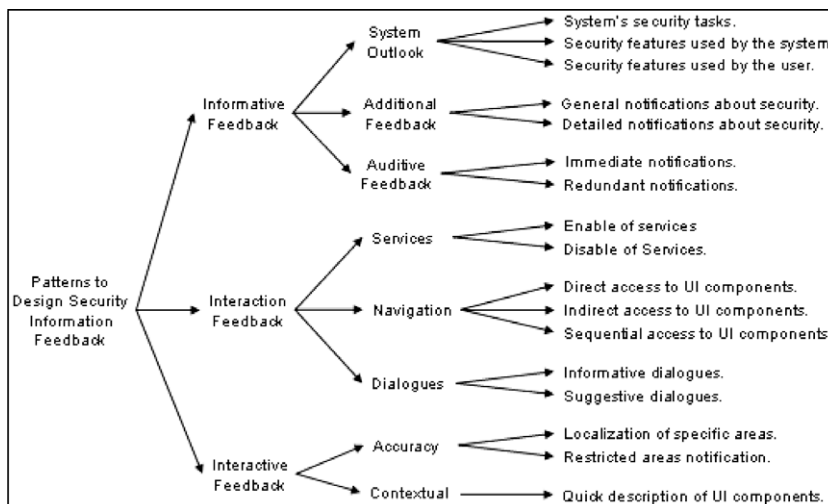 System's security tasks.
System
Outlook
Security features used by the system
Security features used by the user.
Informative
Feedback
Additional
Feedback
General notifications about security.
Detailed notifications about security.
Auditive
Feedback
Immediate notifications.
Redundant notifications.
Patterns to
Design Security
Information
Feedback
Interaction
Feedback
Services
Enable of services
Disable of Services.
Navigation
Direct access to UI components.
Indirect access to UI components.
Sequential access to UI components
Dialogues
Informative dialogues.
Suggestive dialogues.
Interactive
Feedback
Accuracy
Localization of specific areas.
Restricted areas notification.
Contextual
Quick description of UI components.